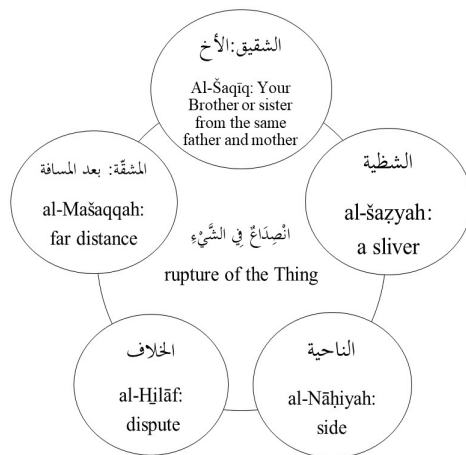 الشقيق:الأخ
Al-Šaqīq: Your
Brother or sister
from the same
father and mother
الشظية
al-šaẓyah:
a sliver
الناحية
al-Nāḥiyah:
side
الخلاف
al-H̱ilāf:
dispute
المشقّة: بعد المسافة
al-Mašaqqah:
far distance
انْصِدَاعٌ فِي الشَّيْءِ
rupture of the Thing